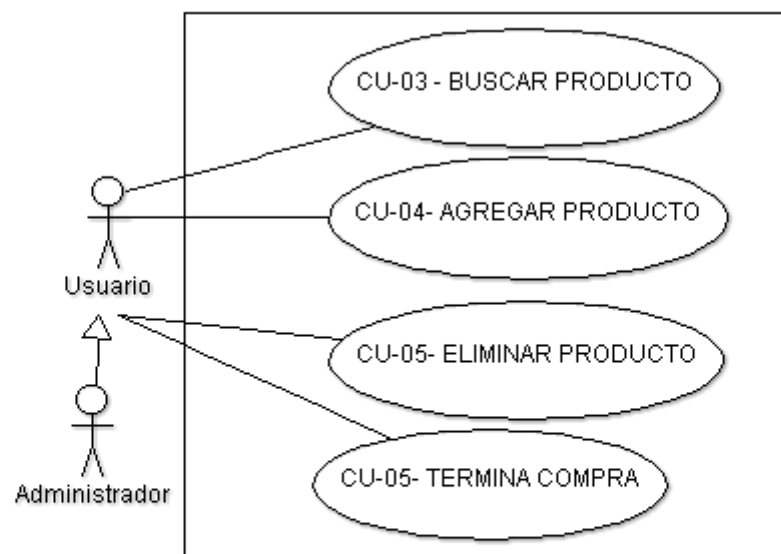 CU-03 - BUSCAR PRODUCTO
CU-04- AGREGAR PRODUCTO
Usuario
CU-05- ELIMINAR PRODUCTO
CU-05- TERMINA COMPRA
Administrador